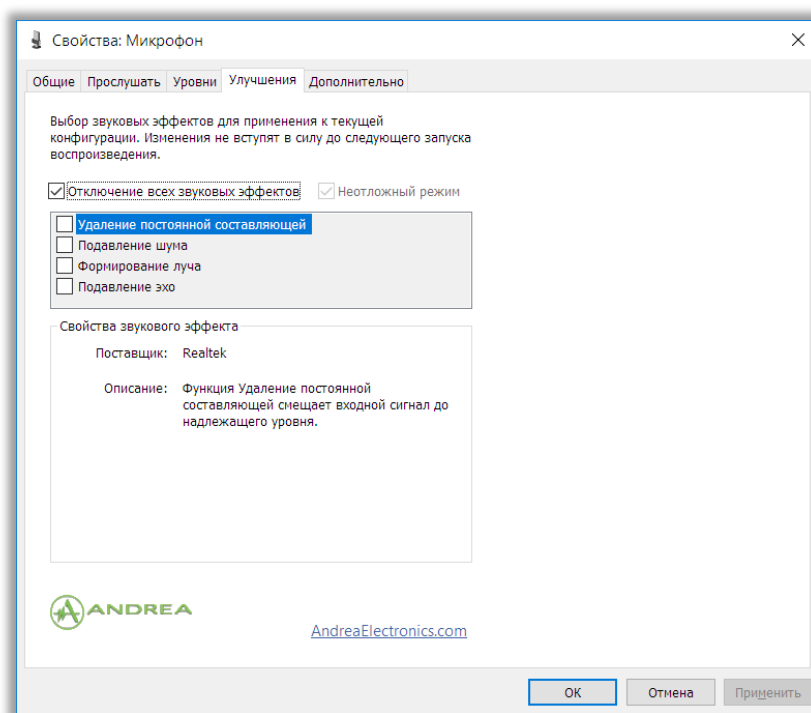 Свойства: Микрофон
Общие Прослушать Уровни Улучшения Дополнительно
Выбор звуковых эффектов для применения к текущей
конфигурации. Изменения не вступят в силу до следующего запуска
воспроизведения.
Отключение всех звуковых эффектов Неотложный режим
Удаление постоянной составляющей
Подавление шума
Формирование луча
Подавление эхо
Свойства звукового эффекта
Поставщик: Realtek
Описание: Функция Удаление постоянной
составляющей смещает входной сигнал до
надлежащего уровня.
ANDREA
AndreaElectronics.com
ОК Отмена Применить